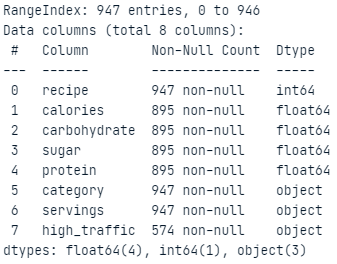 RangeIndex: 947 entries, 0 to 946
Data columns (total 8 columns):
 #   Column        Non-Null Count  Dtype
---  ------        --------------  -----
 0   recipe        947 non-null    int64
 1   calories      895 non-null    float64
 2   carbohydrate  895 non-null    float64
 3   sugar         895 non-null    float64
 4   protein       895 non-null    float64
 5   category      947 non-null    object
 6   servings      947 non-null    object
 7   high_traffic  574 non-null    object
dtypes: float64(4), int64(1), object(3)